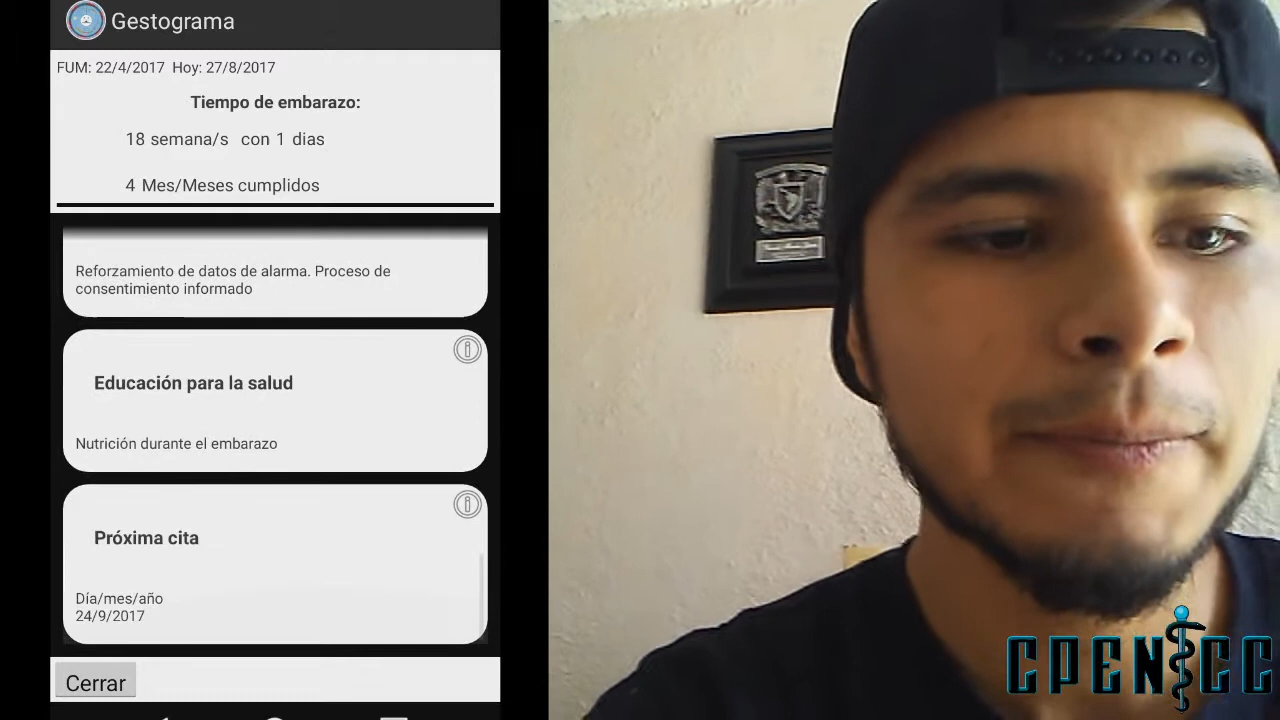 Gestograma
FUM: 22/4/2017 Hoy: 27/8/2017
Tiempo de embarazo:
18 semana/s con 1 dias
4 Mes/Meses cumplidos
Reforzamiento de datos de alarma. Proceso de
consentimiento informado
Educación para la salud
Nutrición durante el embarazo
Próxima cita
Día/mes/año
24/9/2017
Cerrar
CPENICC